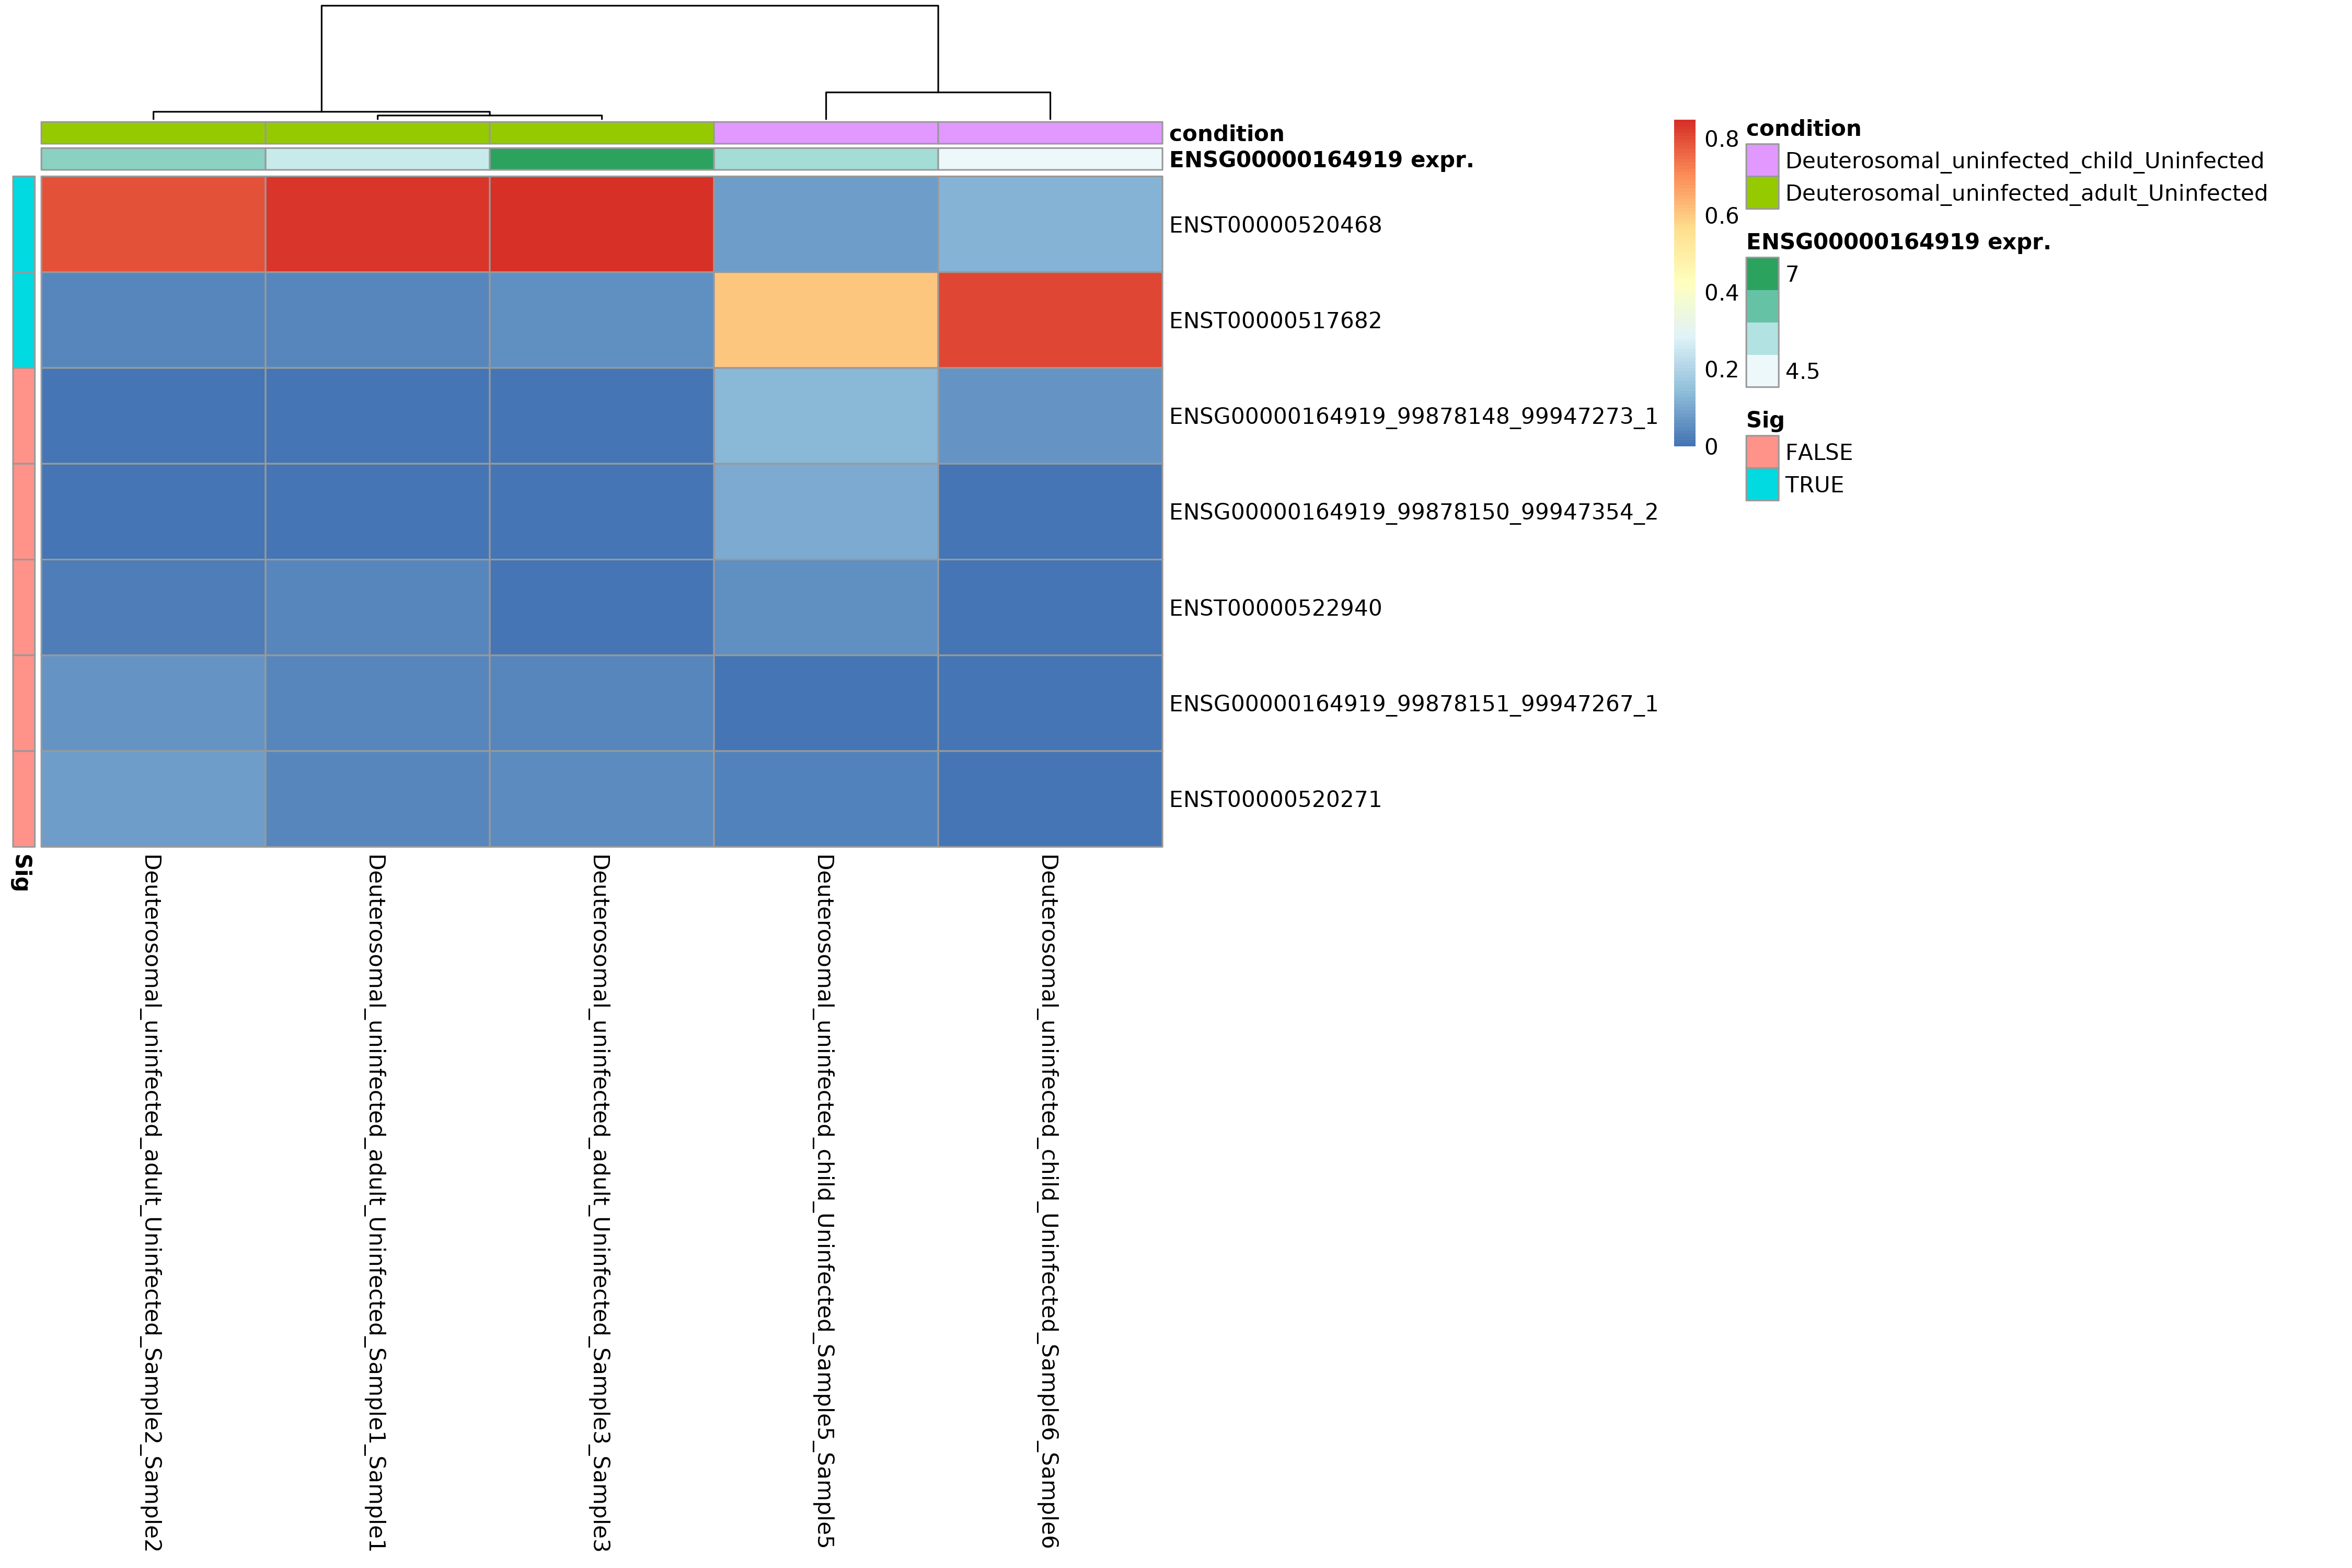 condition
ENSG00000164919 expr.
ENST00000520468
ENST00000517682
ENSG00000164919_99878148_99947273_1
ENSG00000164919_99878150_99947354_2
ENST00000522940
ENSG00000164919_99878151_99947267_1
ENST00000520271
Sig
Deuterosomal_uninfected_adult_Uninfected_Sample2_Sample2
Deuterosomal_uninfected_adult_Uninfected_Sample1_Sample1
Deuterosomal_uninfected_adult_Uninfected_Sample3_Sample3
Deuterosomal_uninfected_child_Uninfected_Sample5_Sample5
Deuterosomal_uninfected_child_Uninfected_Sample6_Sample6
0.8
0.6
0.4
0.2
0
condition
Deuterosomal_uninfected_child_Uninfected
Deuterosomal_uninfected_adult_Uninfected
ENSG00000164919 expr.
7
4.5
Sig
FALSE
TRUE